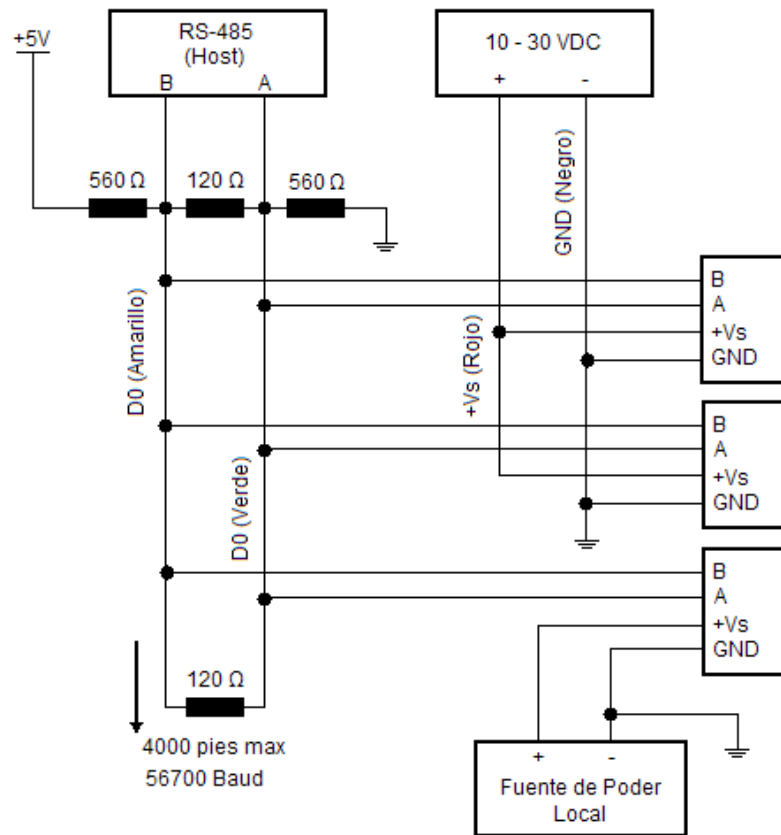 +5V
RS-485
(Host)
B A
10 - 30 VDC
+ -
560 Ω
120 Ω
560 Ω
GND (Negro)
D0 (Amarillo)
+Vs (Rojo)
D0 (Verde)
B
A
+Vs
GND
B
A
+Vs
GND
B
A
+Vs
GND
120 Ω
4000 pies max
56700 Baud
+ -
Fuente de Poder
Local